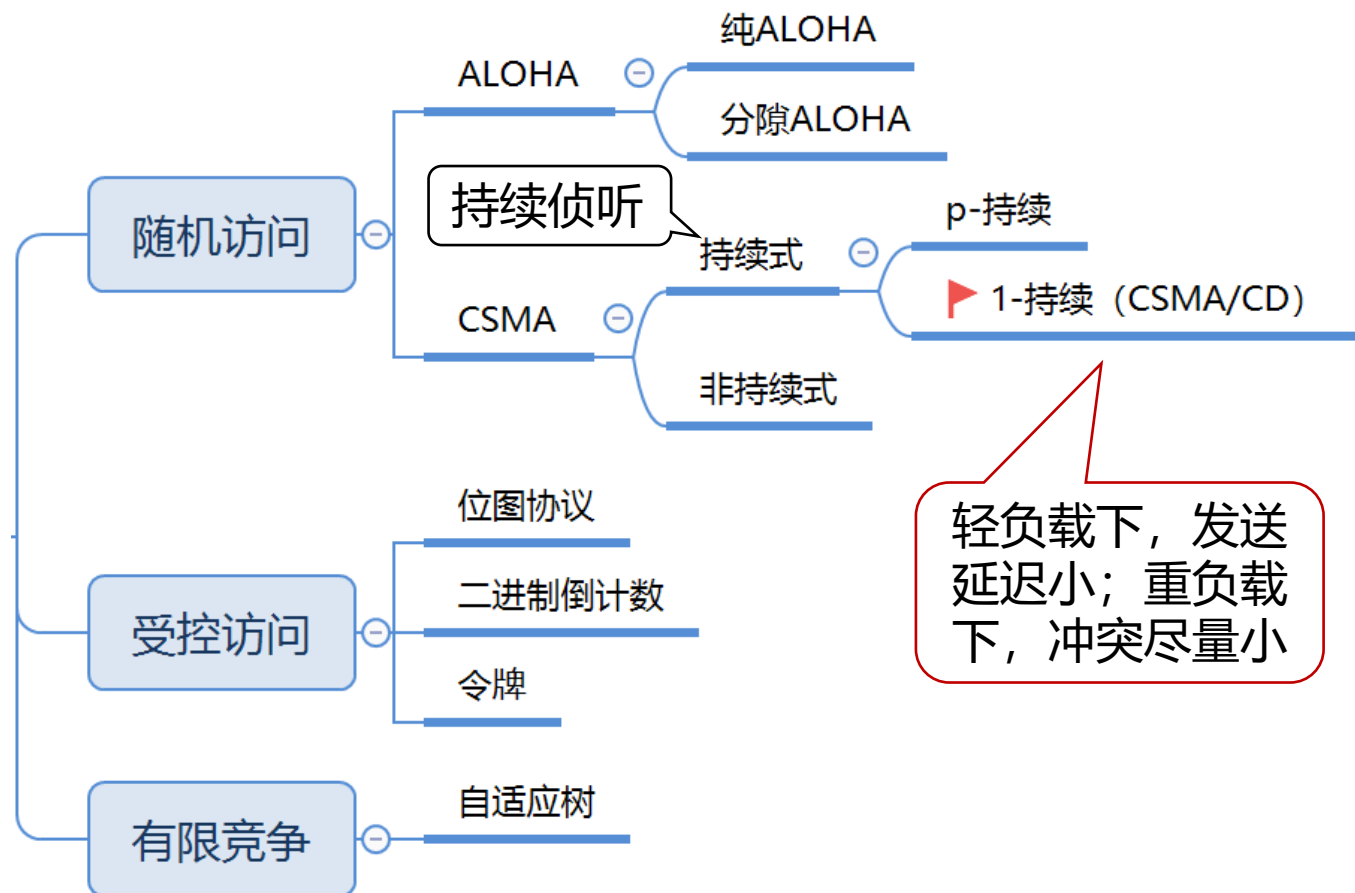 纯ALOHA
ALOHA
分隙ALOHA
持续侦听
随机访问
p-持续
持续式
1-持续（CSMA/CD）
CSMA
非持续式
轻负载下，发送
延迟小；重负载
下，冲突尽量小
位图协议
二进制倒计数
受控访问
令牌
自适应树
有限竞争